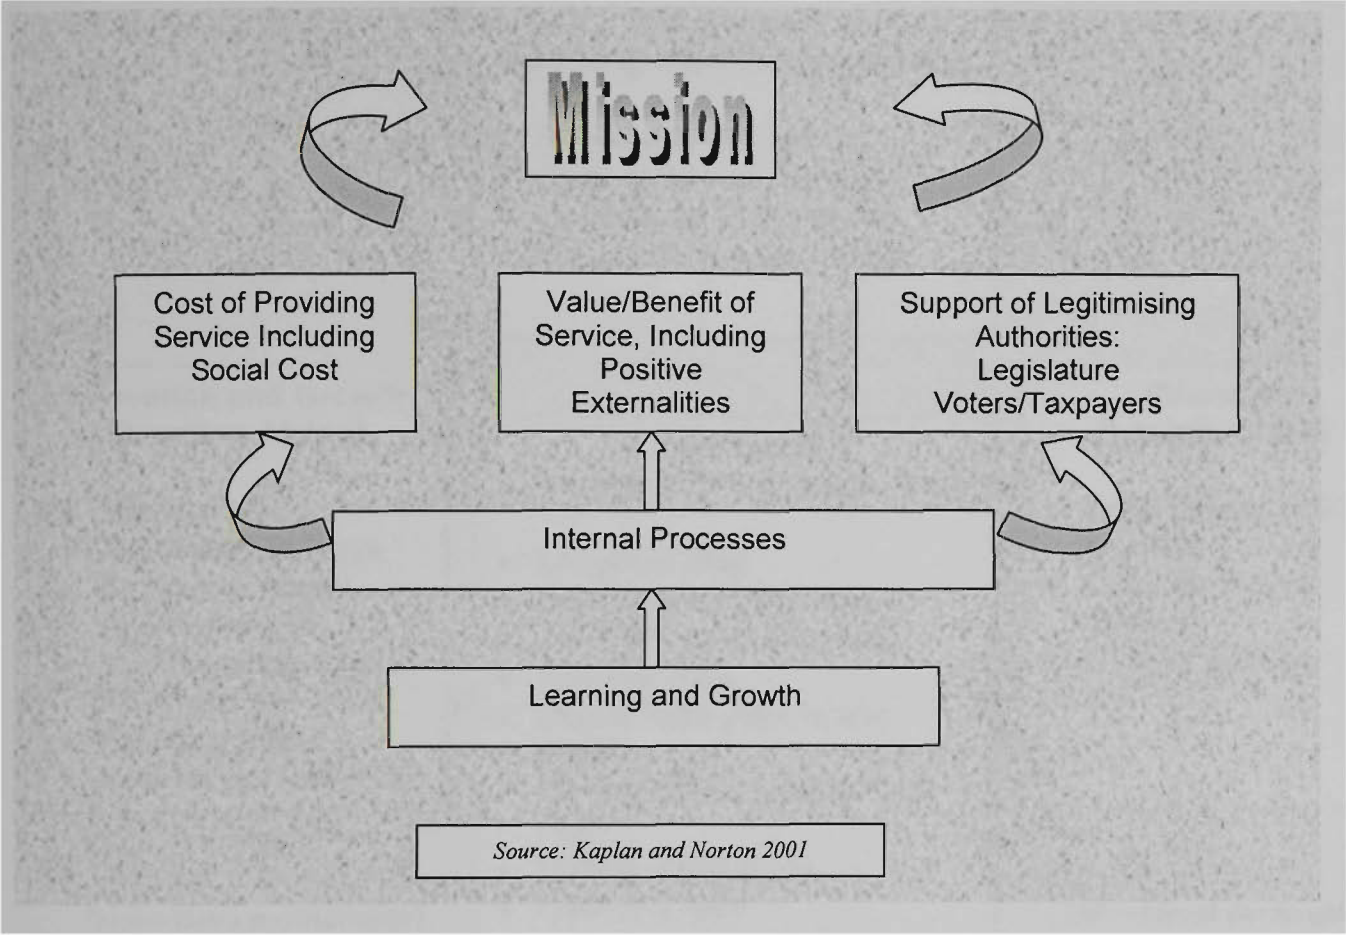 Mission
Cost of Providing
Service Including
Social Cost
Value/Benefit of
Service, Including
Positive
Externalities
Support of Legitimising
Authorities:
Legislature
Voters/Taxpayers
Internal Processes
Learning and Growth
Source: Kaplan and Norton 2001